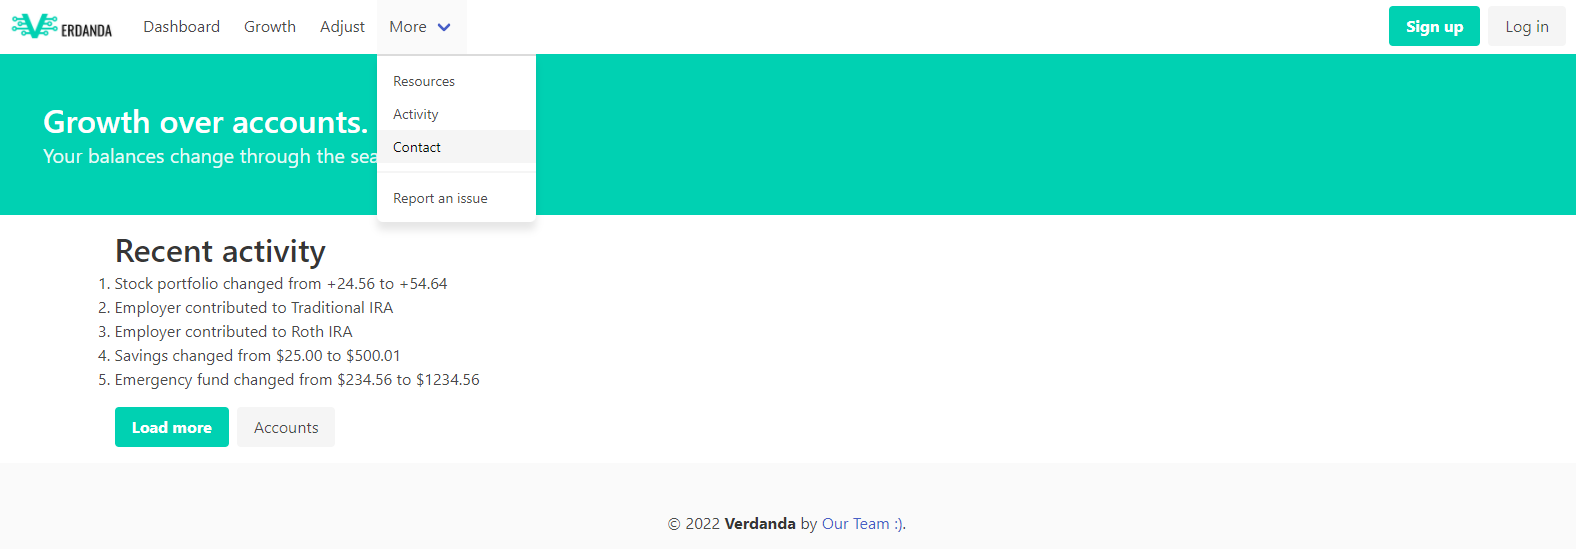 VERDANDA Dashboard Growth Adjust More Sign up Log in
Resources
Activity
Contact
Report an issue
Growth over accounts.
Your balances change through the sea
Recent activity
1. Stock portfolio changed from +24.56 to +54.64
2. Employer contributed to Traditional IRA
3. Employer contributed to Roth IRA
4. Savings changed from $25.00 to $500.01
5. Emergency fund changed from $234.56 to $1234.56
Load more Accounts
© 2022 Verdanda by Our Team :).